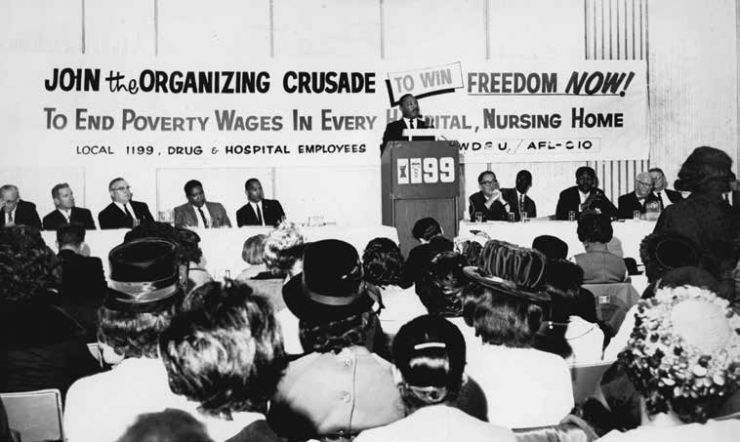 JOIN the ORGANIZING CRUSADE TO WIN FREEDOM NOW!
TO END POVERTY WAGES IN EVERY H PITAL, NURSING HOME
LOCAL 1199, DRUG & HOSPITAL EMPLOYEES WDSU, / AFL-CIO
1199